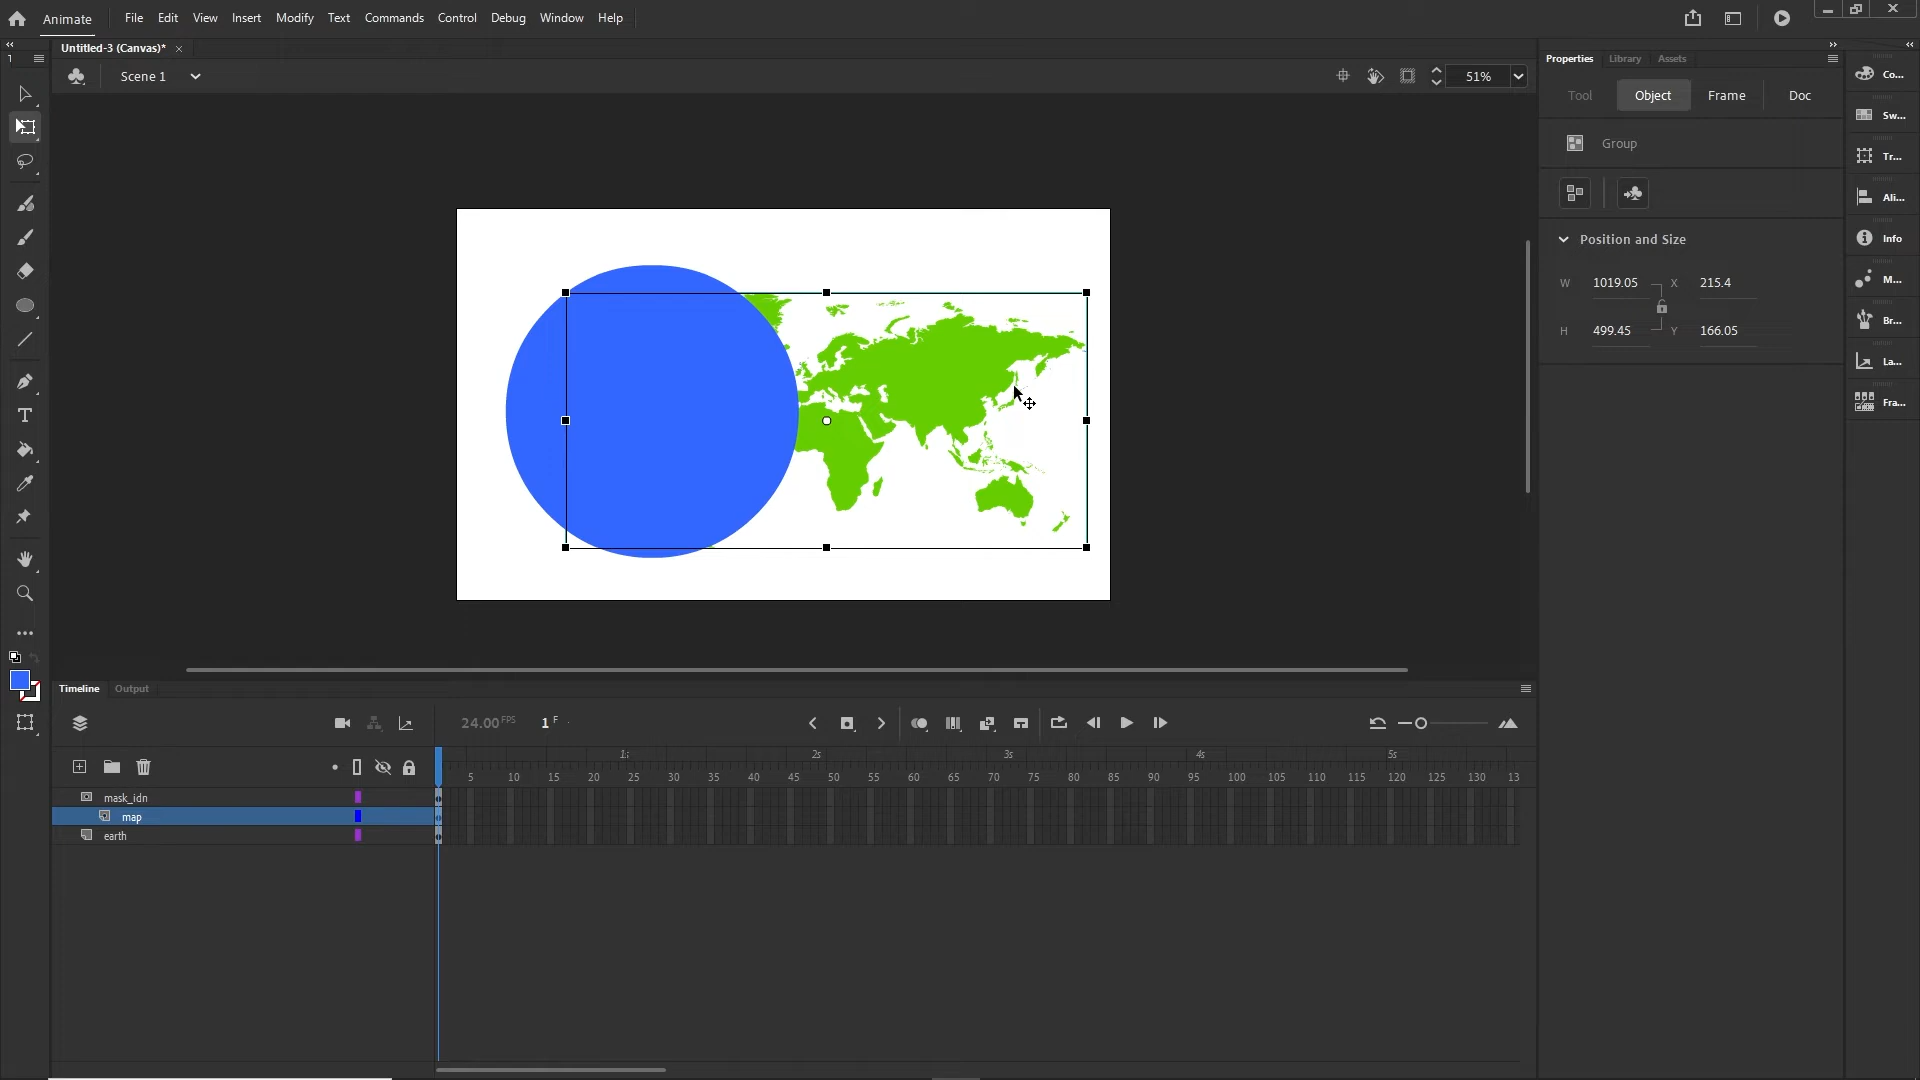 Animate
File Edit View Insert Modify Text Commands Control Debug Window Help
Untitled-3 (Canvas)* ×
Scene 1
51%
Properties Library Assets
Tool Object Frame Doc
Group
Position and Size
W 1019.05 X 215.4
H 499.45 Y 166.05
Co...
Sw...
Tr...
Ali...
Info
M...
Br...
La...
Fra...
T
Timeline Output
24.00 FPS 1 F
1s 2s 3s 4s 5s
5 10 15 20 25 30 35 40 45 50 55 60 65 70 75 80 85 90 95 100 105 110 115 120 125 130 13
mask_idn
map
earth